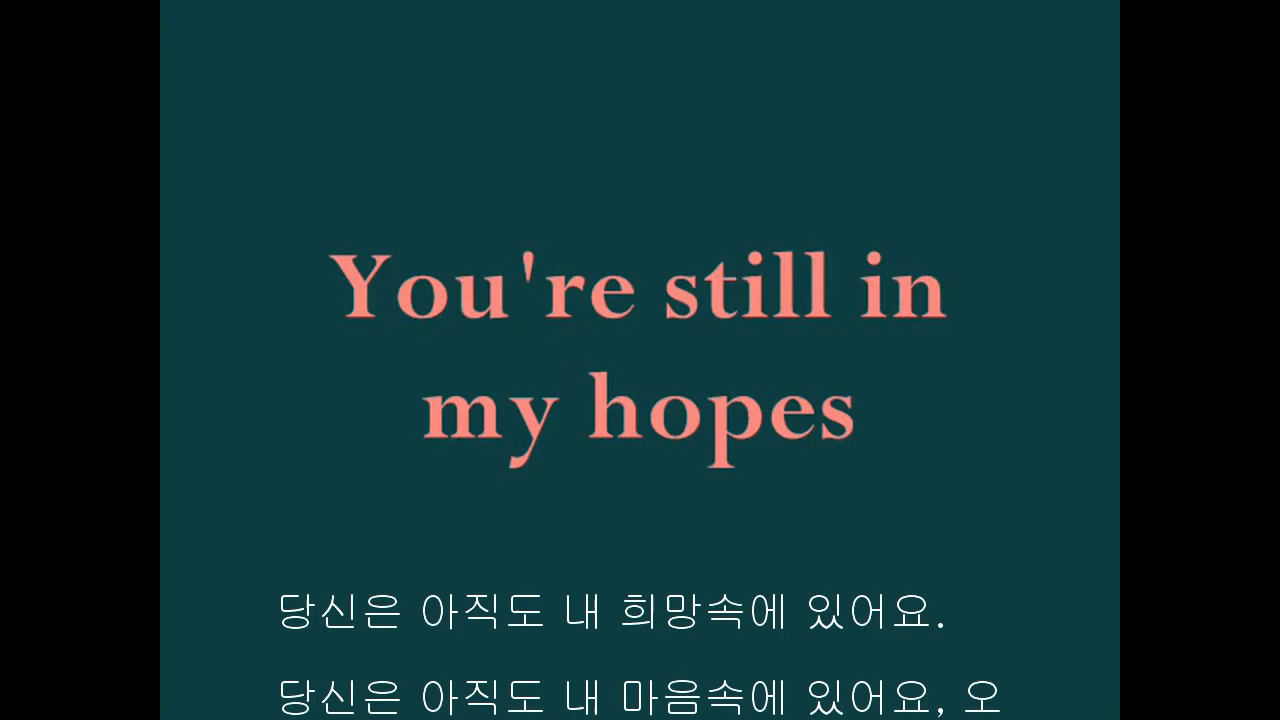 You're still in
my hopes
당신은 아직도 내 희망속에 있어요.
당신은 아직도 내 마음속에 있어요, 오